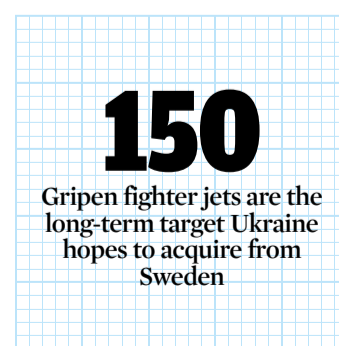 150
Gripen fighter jets are the
long-term target Ukraine
hopes to acquire from
Sweden